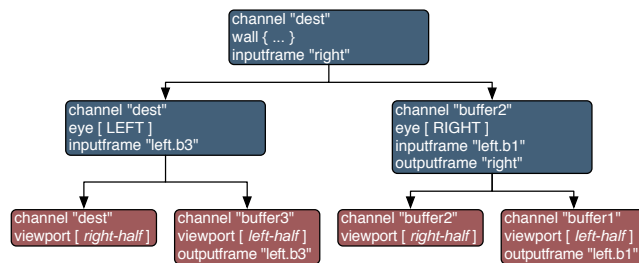 channel "dest"
wall { ... }
inputframe "right"
channel "dest"
eye [ LEFT ]
inputframe "left.b3"
channel "buffer2"
eye [ RIGHT ]
inputframe "left.b1"
outputframe "right"
channel "dest"
viewport [ right-half ]
channel "buffer3"
viewport [ left-half ]
outputframe "left.b3"
channel "buffer2"
viewport [ right-half ]
channel "buffer1"
viewport [ left-half ]
outputframe "left.b1"